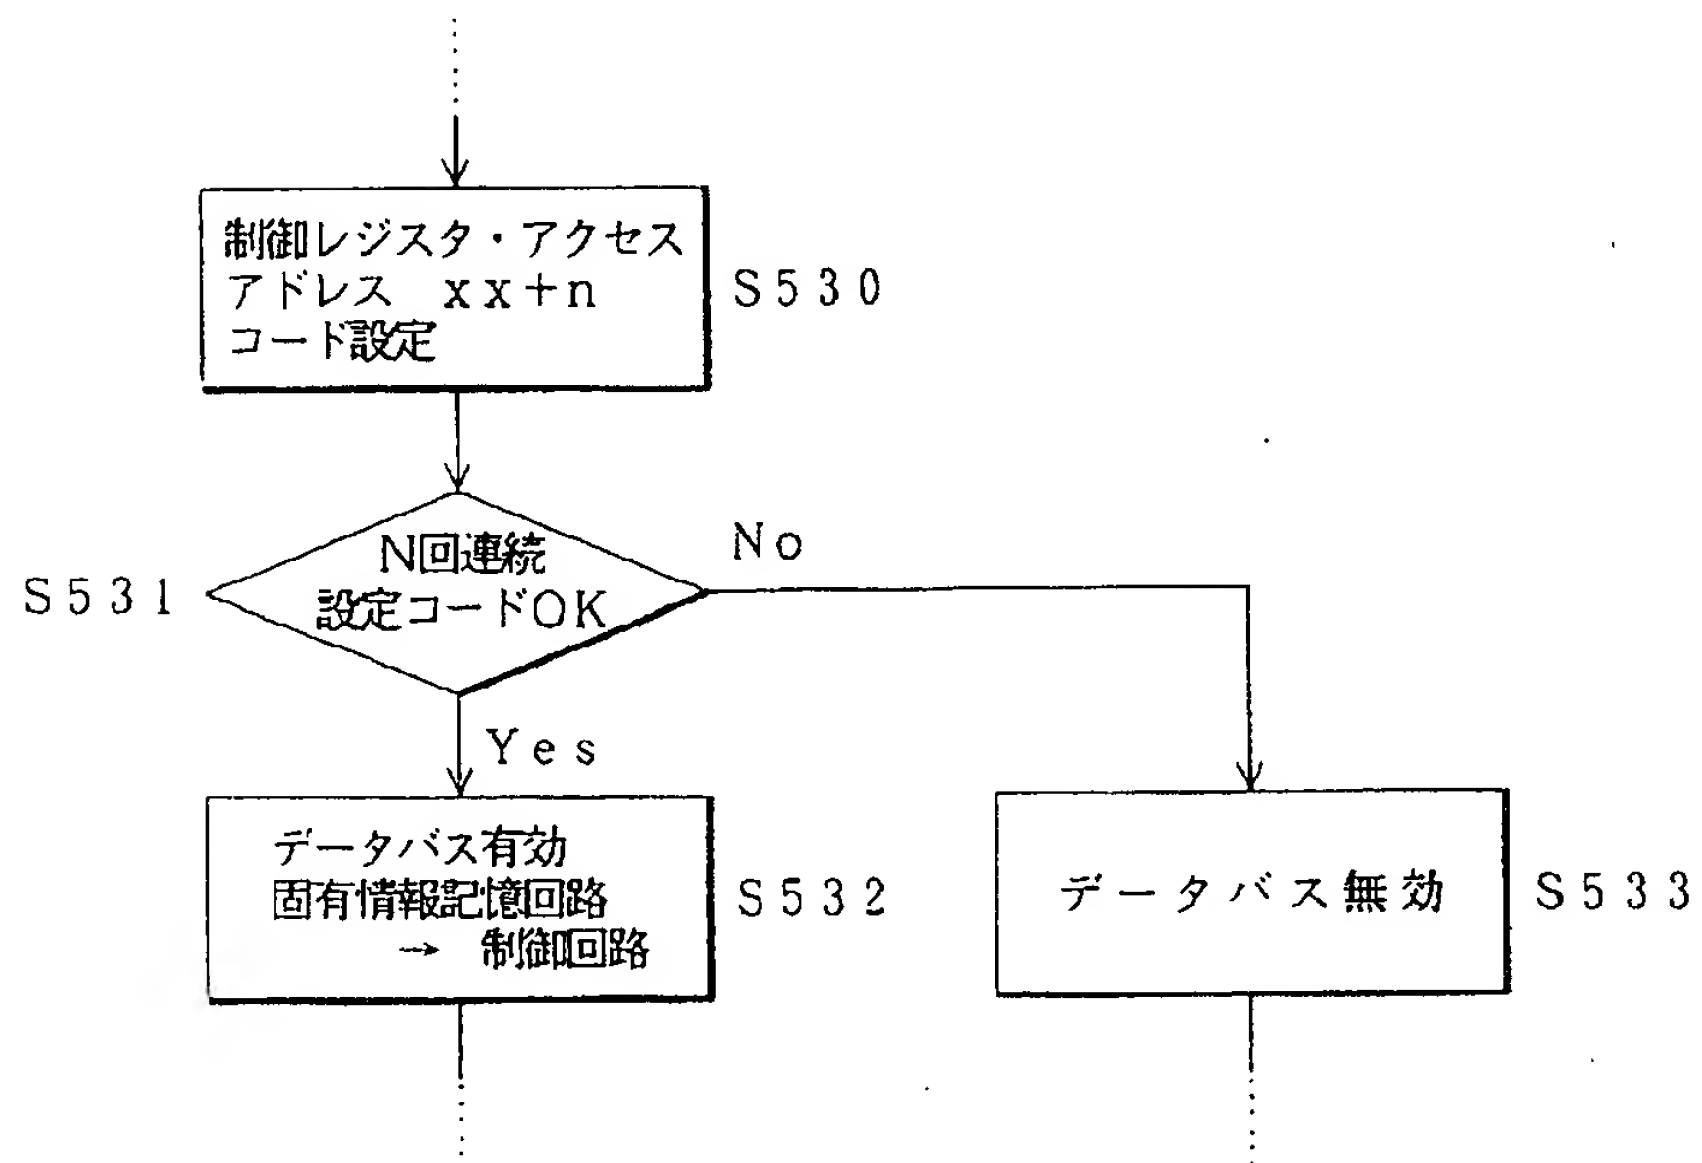 制御レジスタ・アクセス
アドレス xx+n
コード設定
S530
N回連続
設定コードOK
S531
No
Yes
データバス有効
固有情報記憶回路
→ 制御回路
S532
データバス無効
S533